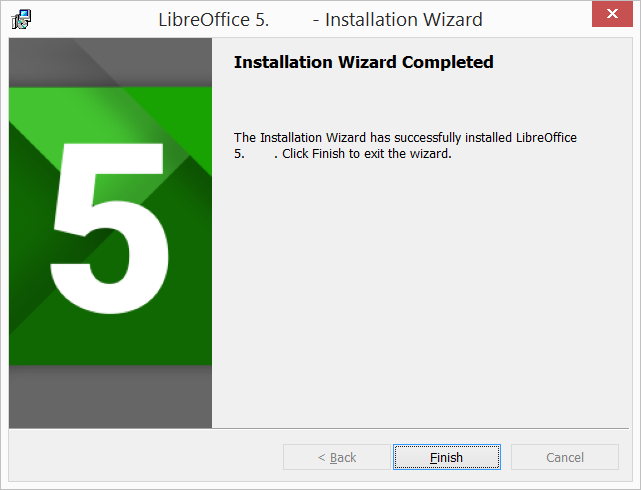 LibreOffice 5. - Installation Wizard
Installation Wizard Completed
5
The Installation Wizard has successfully installed LibreOffice
5. . Click Finish to exit the wizard.
< Back
Finish
Cancel